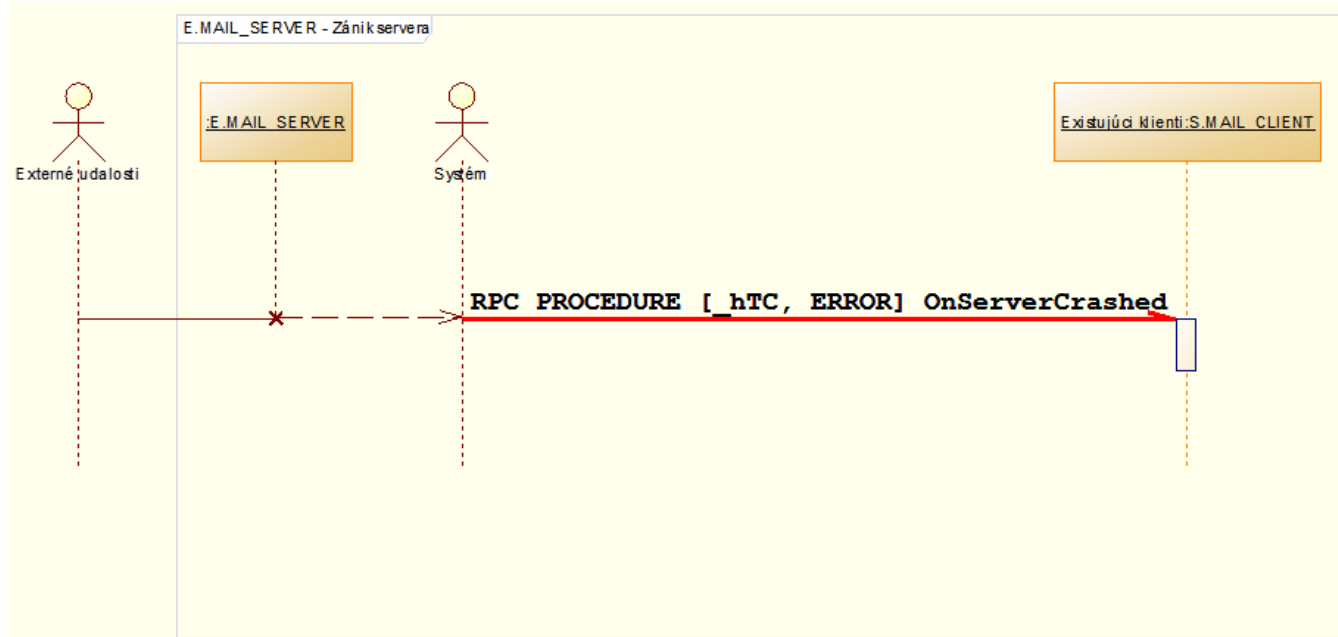 E.MAIL_SERVER - Zánik servera
:E.MAIL_SERVER
Existujúci klienti:S.MAIL_CLIENT
Externé udalosti
Systém
RPC PROCEDURE [_hTC, ERROR] OnServerCrashed